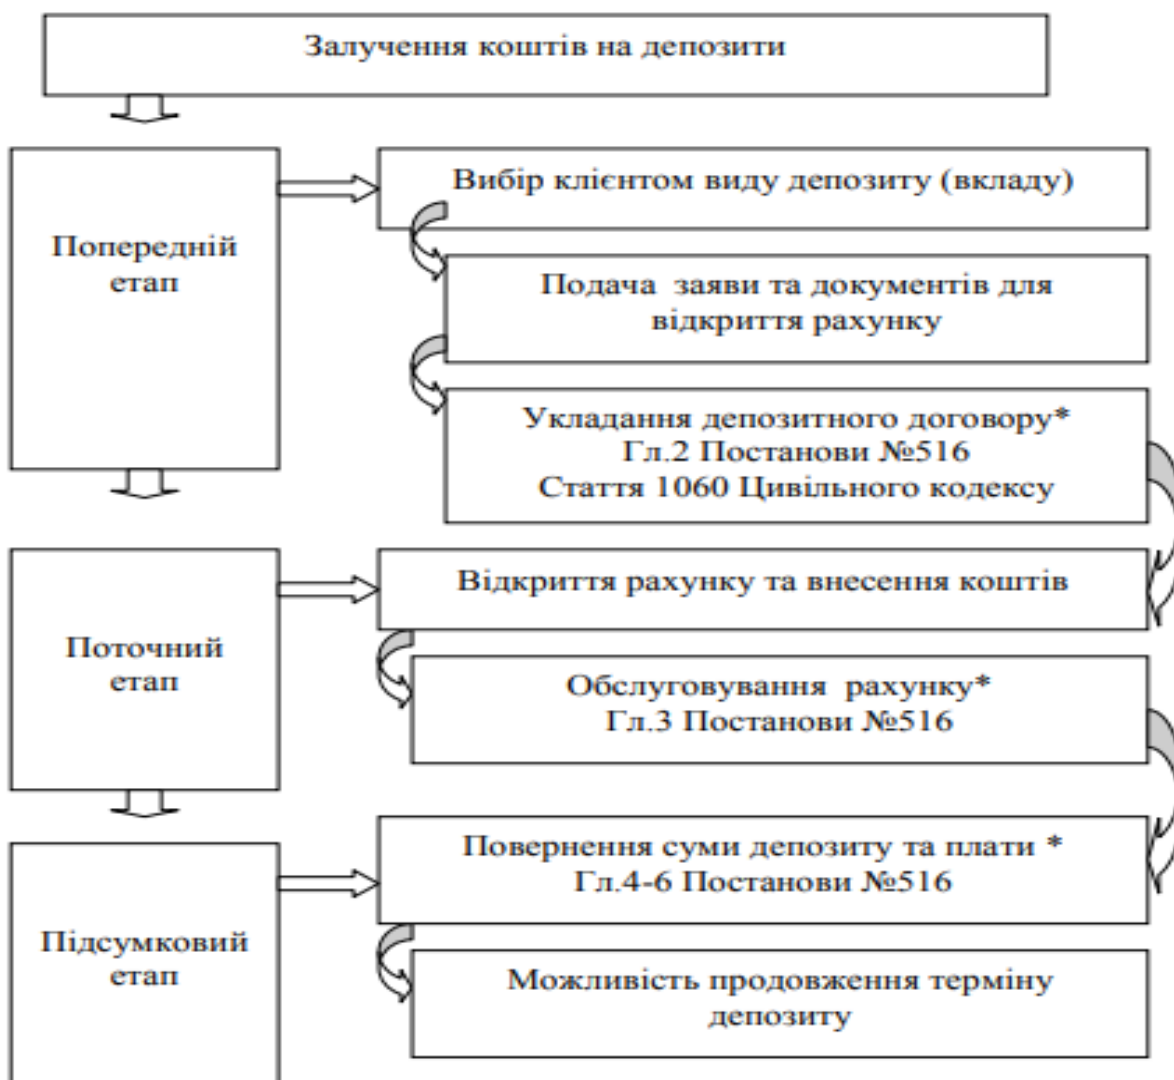 Залучення коштів на депозити
Попередній
етап
Вибір клієнтом виду депозиту (вкладу)
Подача заяви та документів для
відкриття рахунку
Укладання депозитного договору*
Гл.2 Постанови №516
Стаття 1060 Цивільного кодексу
Поточний
етап
Відкриття рахунку та внесення коштів
Обслуговування рахунку*
Гл.3 Постанови №516
Підсумковий
етап
Повернення суми депозиту та плати *
Гл.4-6 Постанови №516
Можливість продовження терміну
депозиту